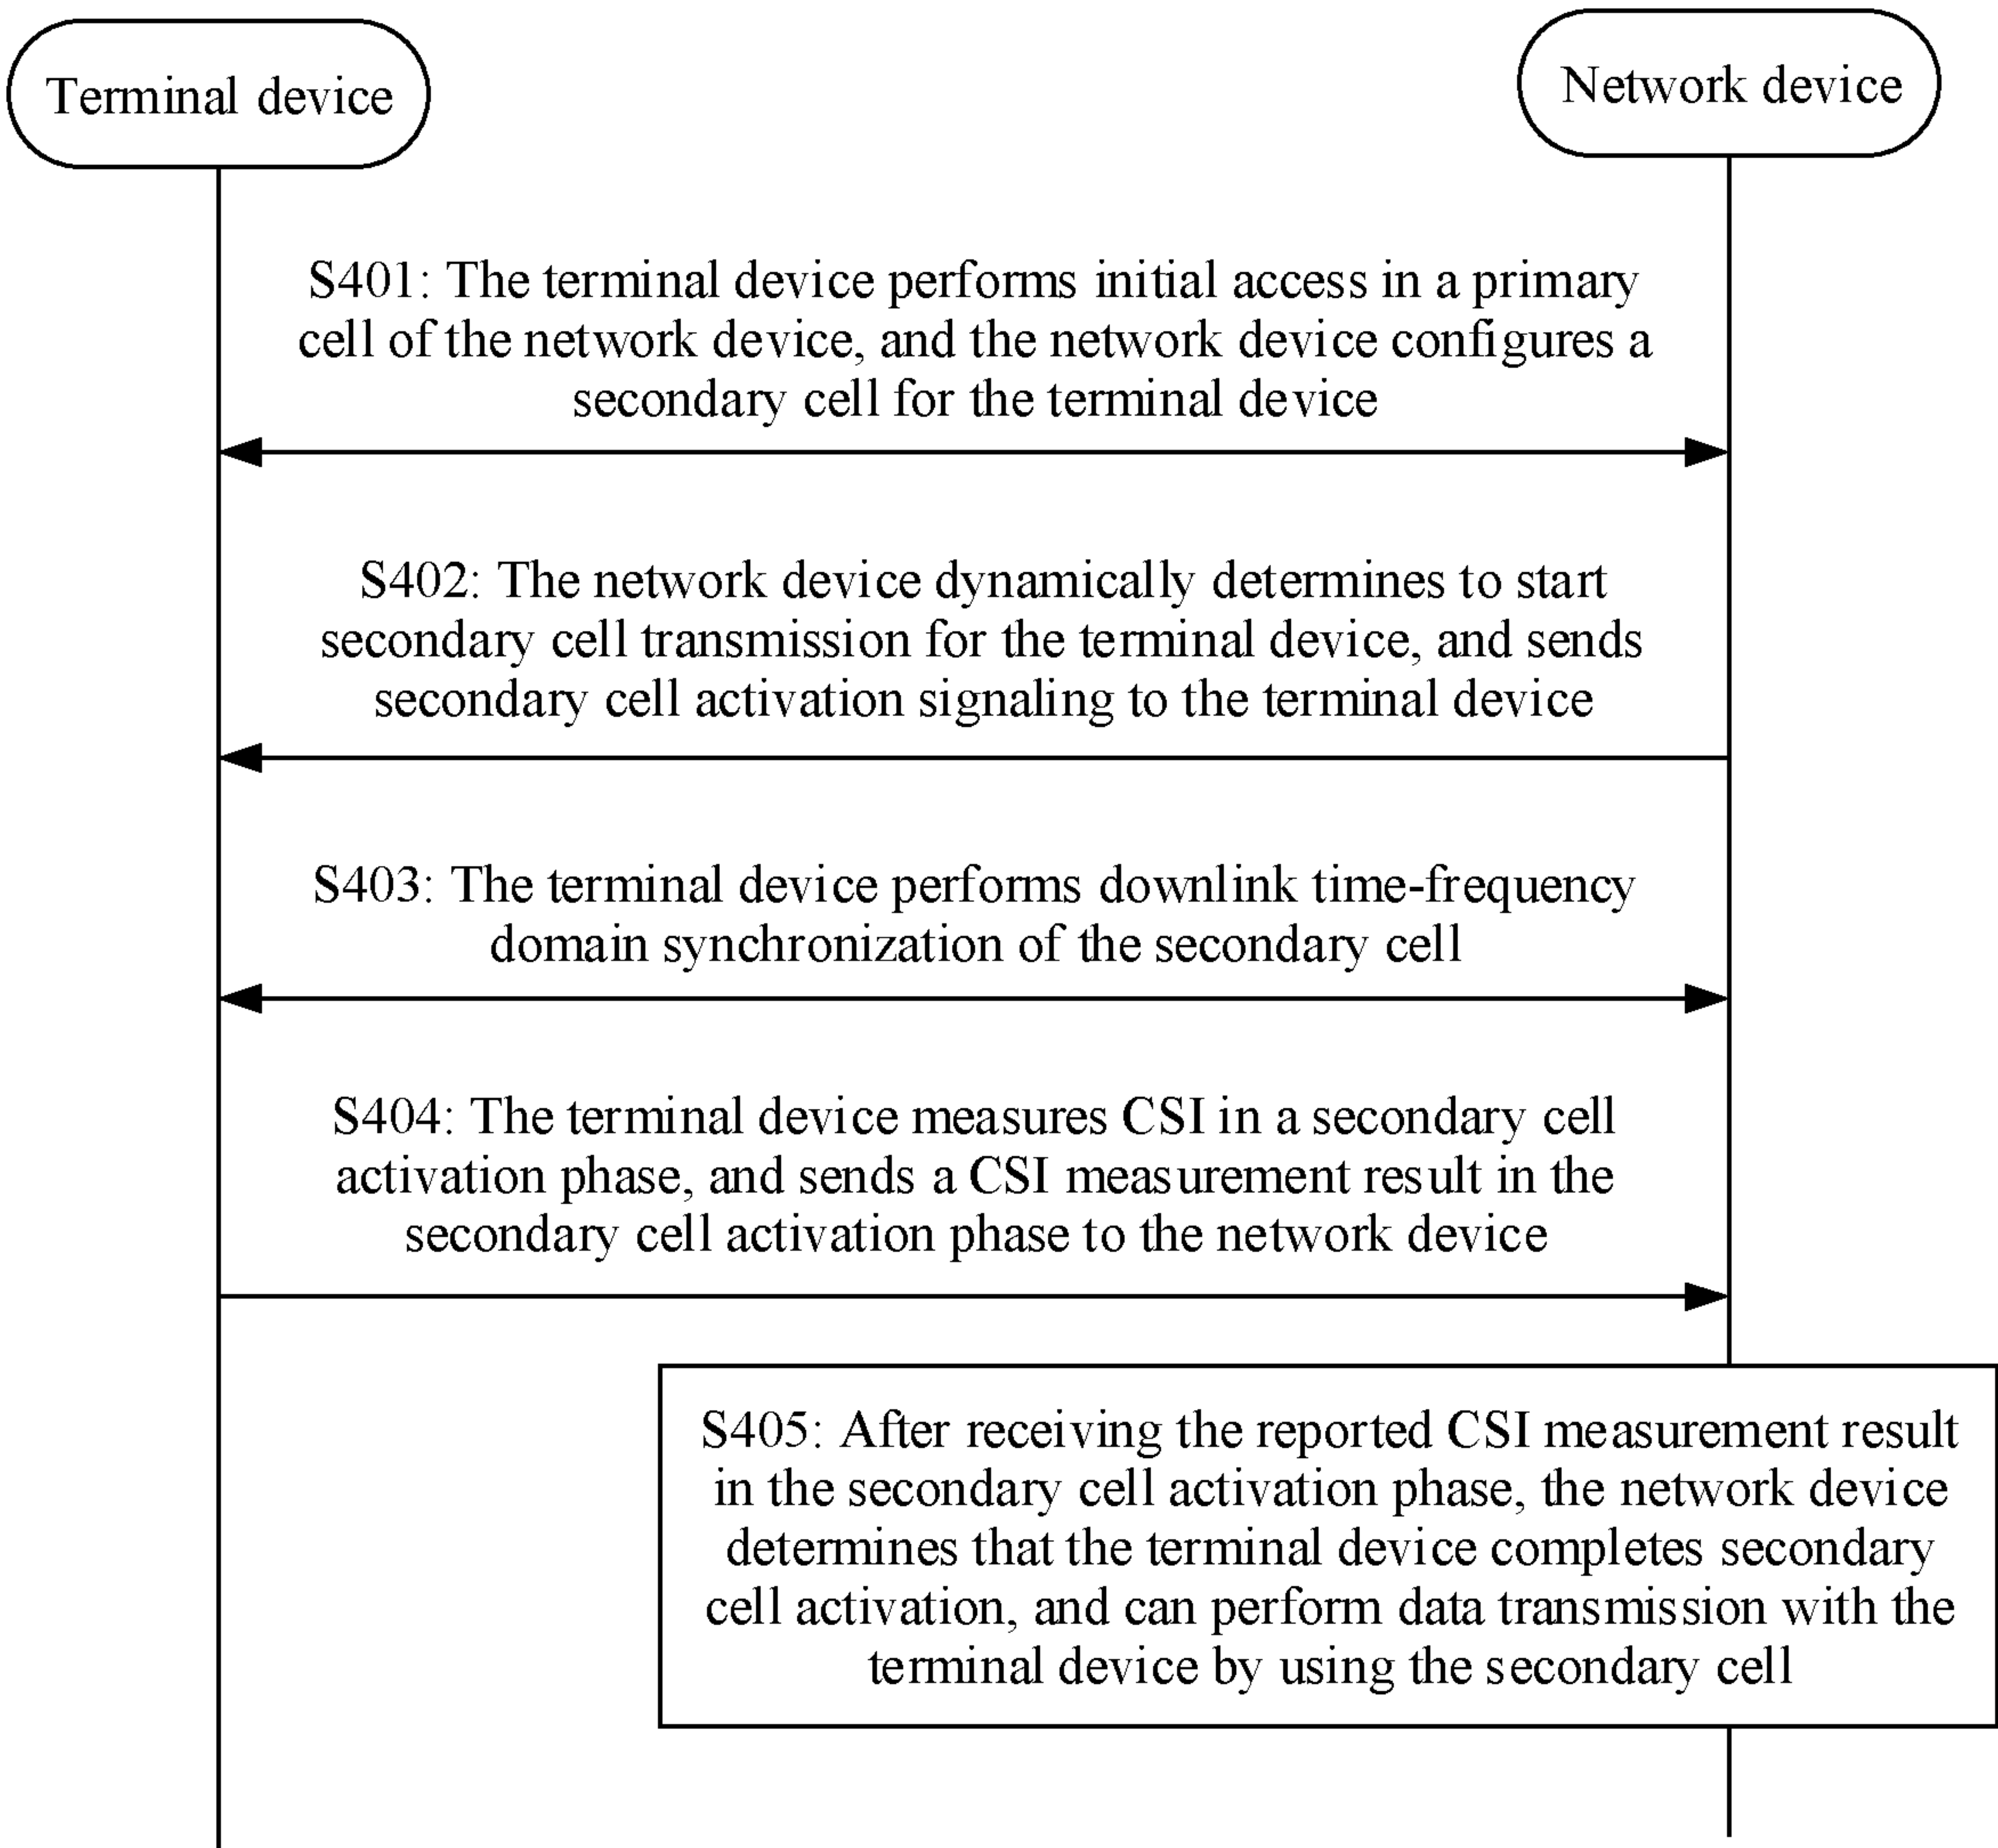 Terminal device
Network device
S401: The terminal device performs initial access in a primary
cell of the network device, and the network device configures a
secondary cell for the terminal device
S402: The network device dynamically determines to start
secondary cell transmission for the terminal device, and sends
secondary cell activation signaling to the terminal device
S403: The terminal device performs downlink time-frequency
domain synchronization of the secondary cell
S404: The terminal device measures CSI in a secondary cell
activation phase, and sends a CSI measurement result in the
secondary cell activation phase to the network device
S405: After receiving the reported CSI measurement result
in the secondary cell activation phase, the network device
determines that the terminal device completes secondary
cell activation, and can perform data transmission with the
terminal device by using the secondary cell